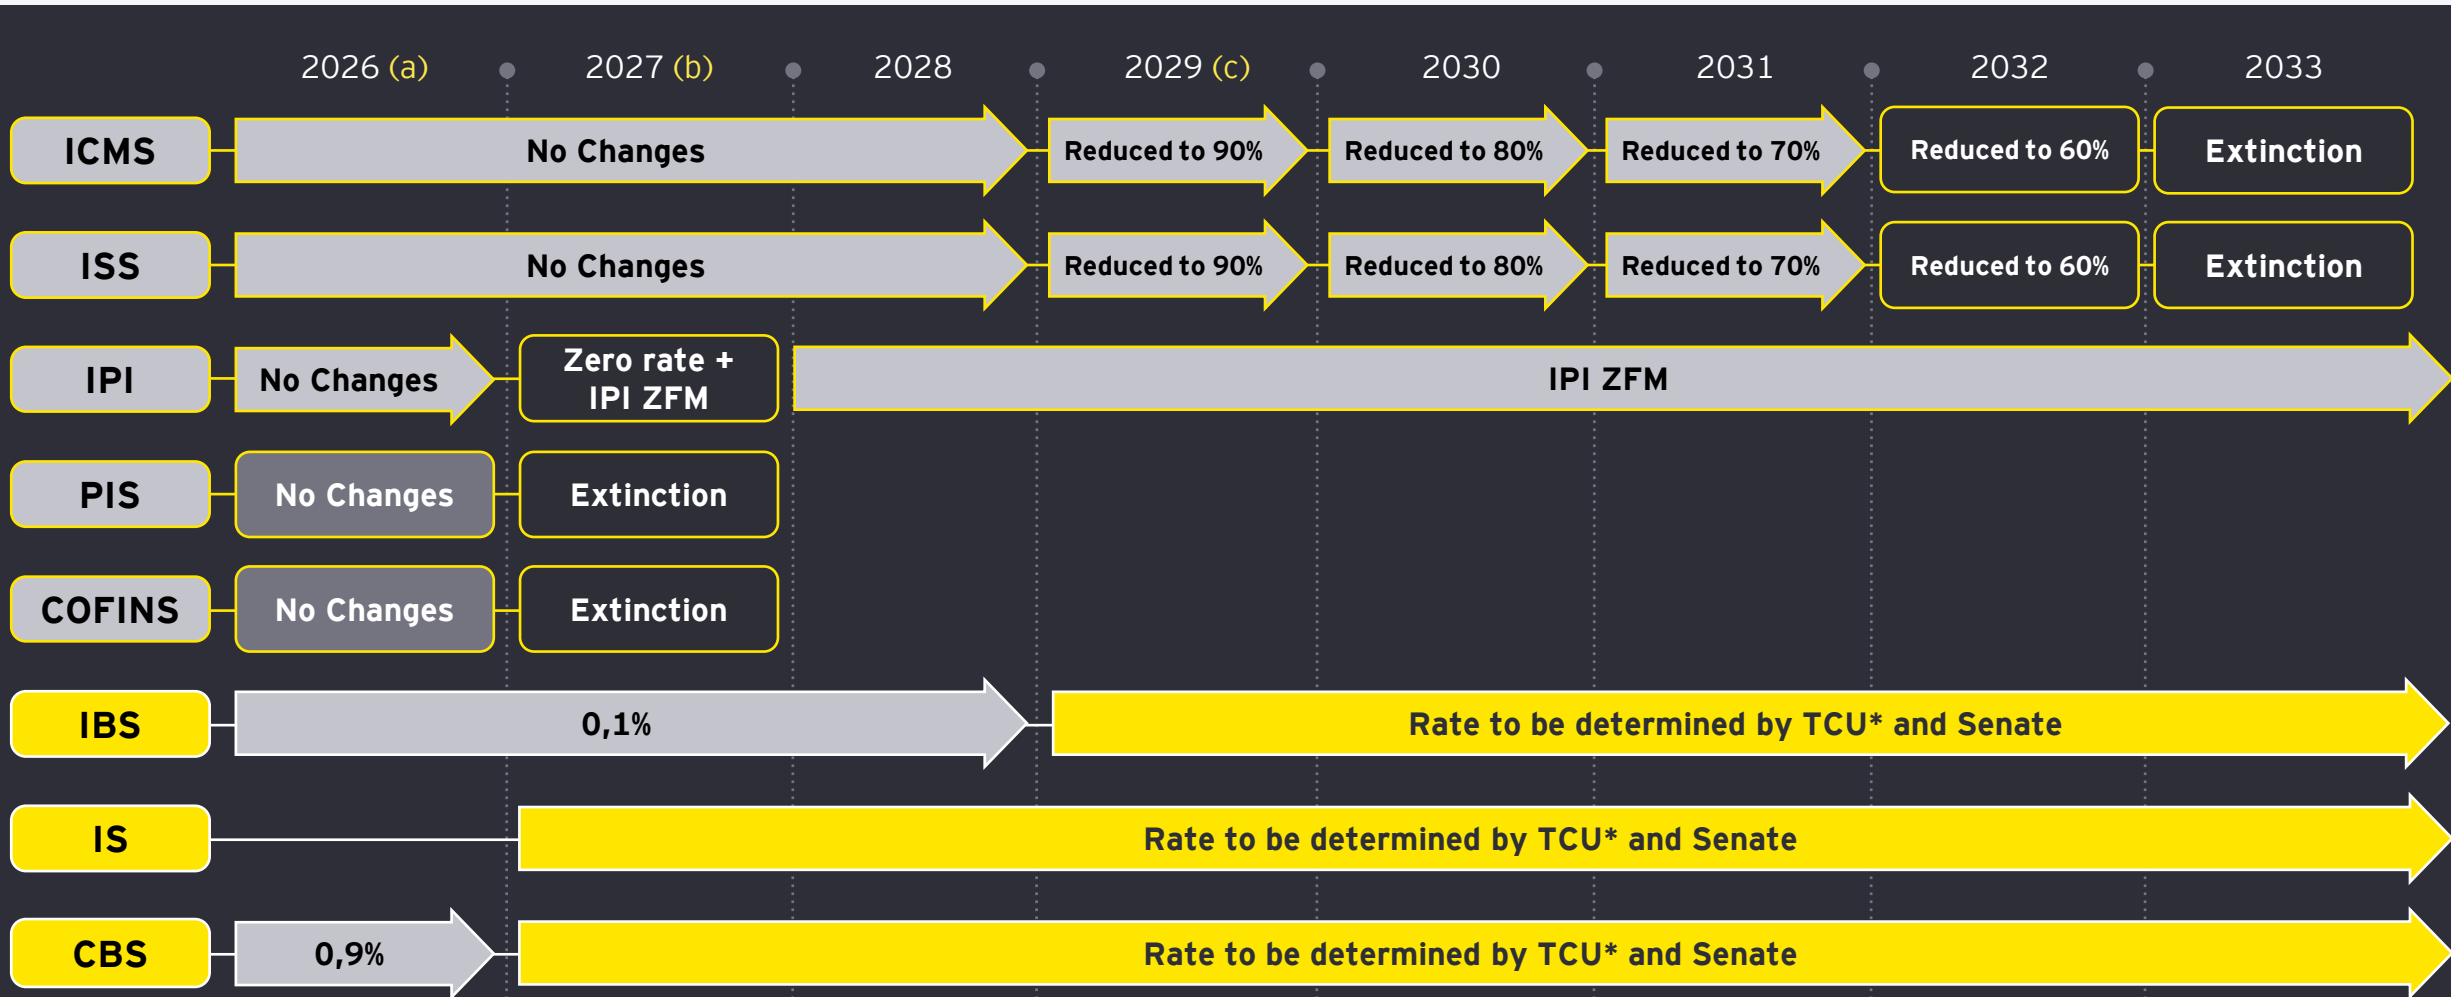 2026 (a) 2027 (b) 2028 2029 (c) 2030 2031 2032 2033
ICMS No Changes Reduced to 90% Reduced to 80% Reduced to 70% Reduced to 60% Extinction
ISS No Changes Reduced to 90% Reduced to 80% Reduced to 70% Reduced to 60% Extinction
IPI No Changes Zero rate +
IPI ZFM IPI ZFM
PIS No Changes Extinction
COFINS No Changes Extinction
IBS 0,1% Rate to be determined by TCU* and Senate
IS Rate to be determined by TCU* and Senate
CBS 0,9% Rate to be determined by TCU* and Senate